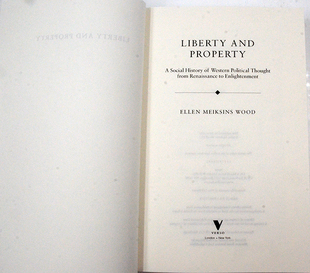 LIBERTY AND
PROPERTY
A Social History of Western Political Thought
from Renaissance to Enlightenment
ELLEN MEIKSINS WOOD
V
VERSO
London • New York